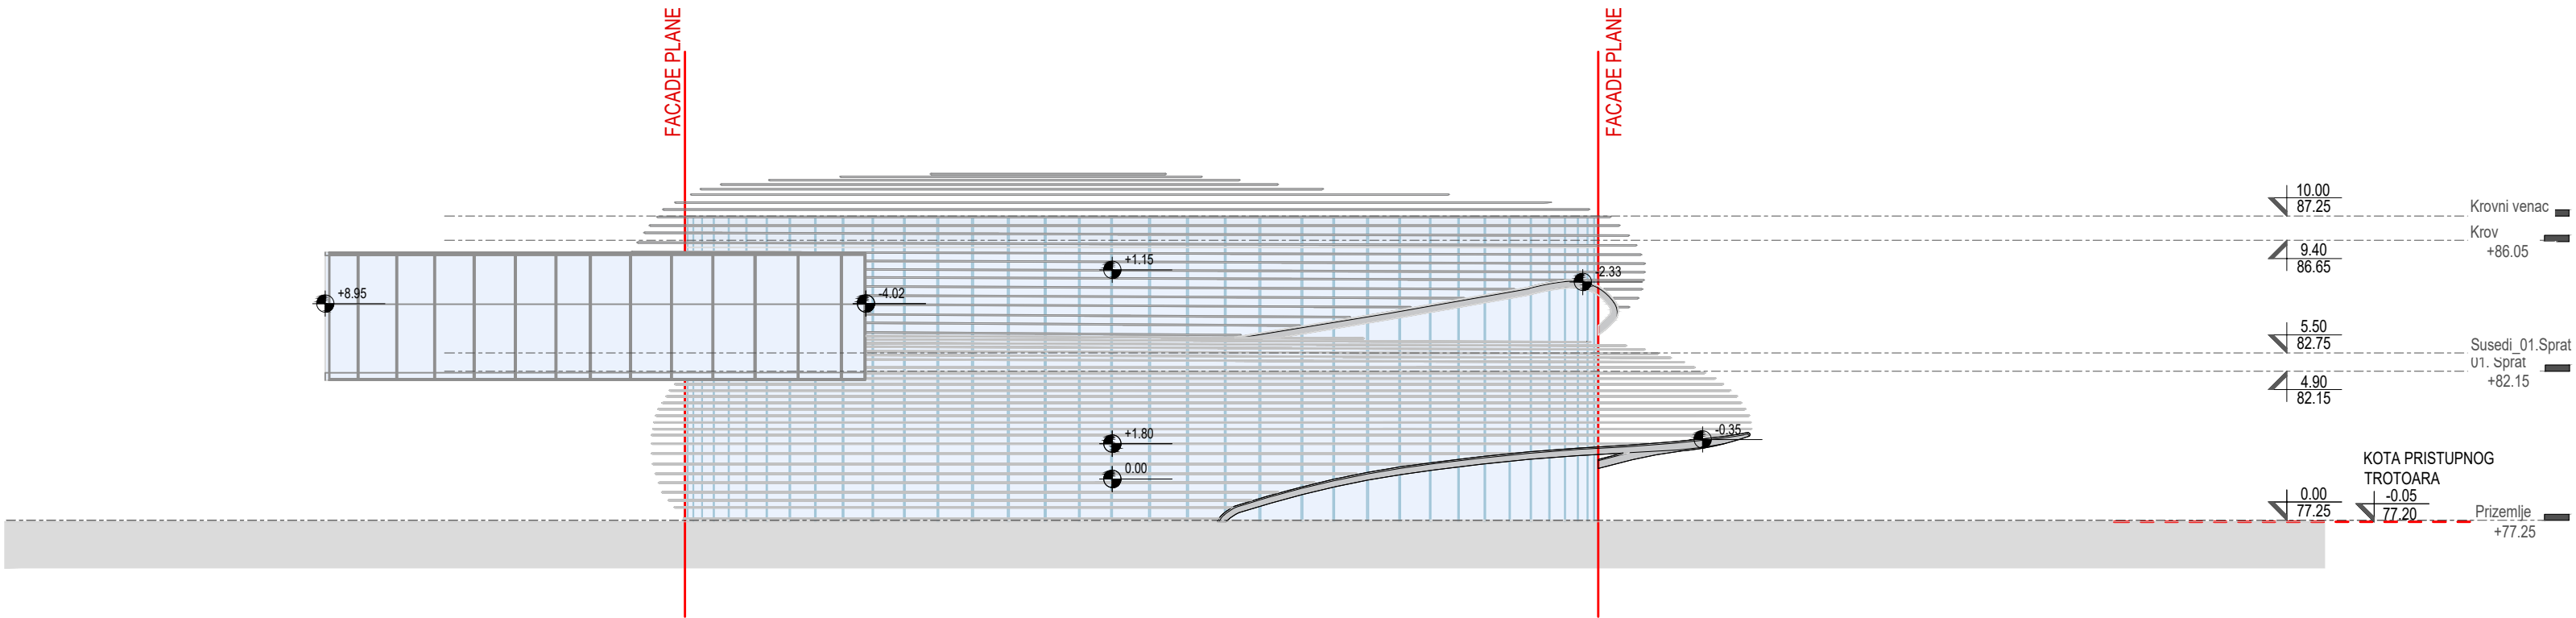 FACADE PLANE
FACADE PLANE
10.00
87.25
Krovni venac
Krov
+86.05
9.40
86.65
+1.15
-2.33
+8.95
-4.02
5.50
82.75
Susedi_01.Sprat
01. Sprat
+82.15
4.90
82.15
+1.80
-0.35
0.00
KOTA PRISTUPNOG
TROTOARA
0.00
77.25
-0.05
77.20
Prizemlje
+77.25